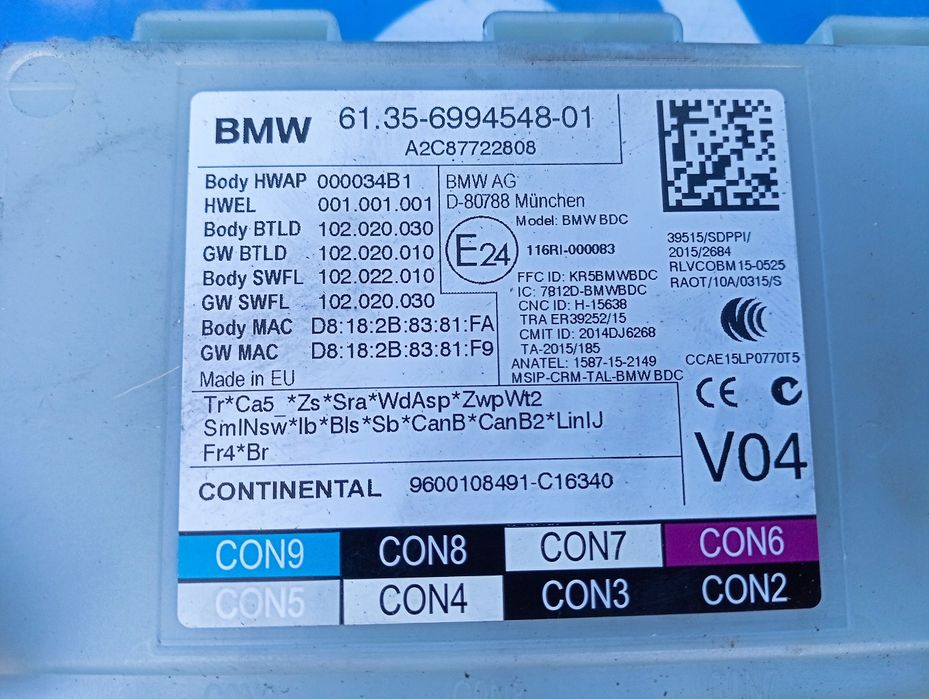 BMW 61.35-6994548-01
A2C87722808
Body HWAP 000034B1
HWEL 001.001.001
Body BTLD 102.020.030
GW BTLD 102.020.010
Body SWFL 102.022.010
GW SWFL 102.020.030
Body MAC D8:18:2B:83:81:FA
GW MAC D8:18:2B:83:81:F9
Made in EU
BMW AG
D-80788 München
Model: BMW BDC
E24 116RI-000083
FFC ID: KR5BMWBDC
IC: 7812D-BMWBDC
CNC ID: H-15638
TRA ER39252/15
CMIT ID: 2014DJ6268
TA-2015/185
ANATEL: 1587-15-2149
MSIP-CRM-TAL-BMW BDC
39515/SDPPI/
2015/2684
RLVCOBM15-0525
RAOT/10A/0315/S
CCAE15LP0770T5
CE
V04
Tr*Ca5_*Zs*Sra*WdAsp*ZwpWt2
SmINsw*Ib*Bls*Sb*CanB*CanB2*LinIJ
Fr4*Br
CONTINENTAL 9600108491-C16340
CON9 CON8 CON7 CON6
CON5 CON4 CON3 CON2